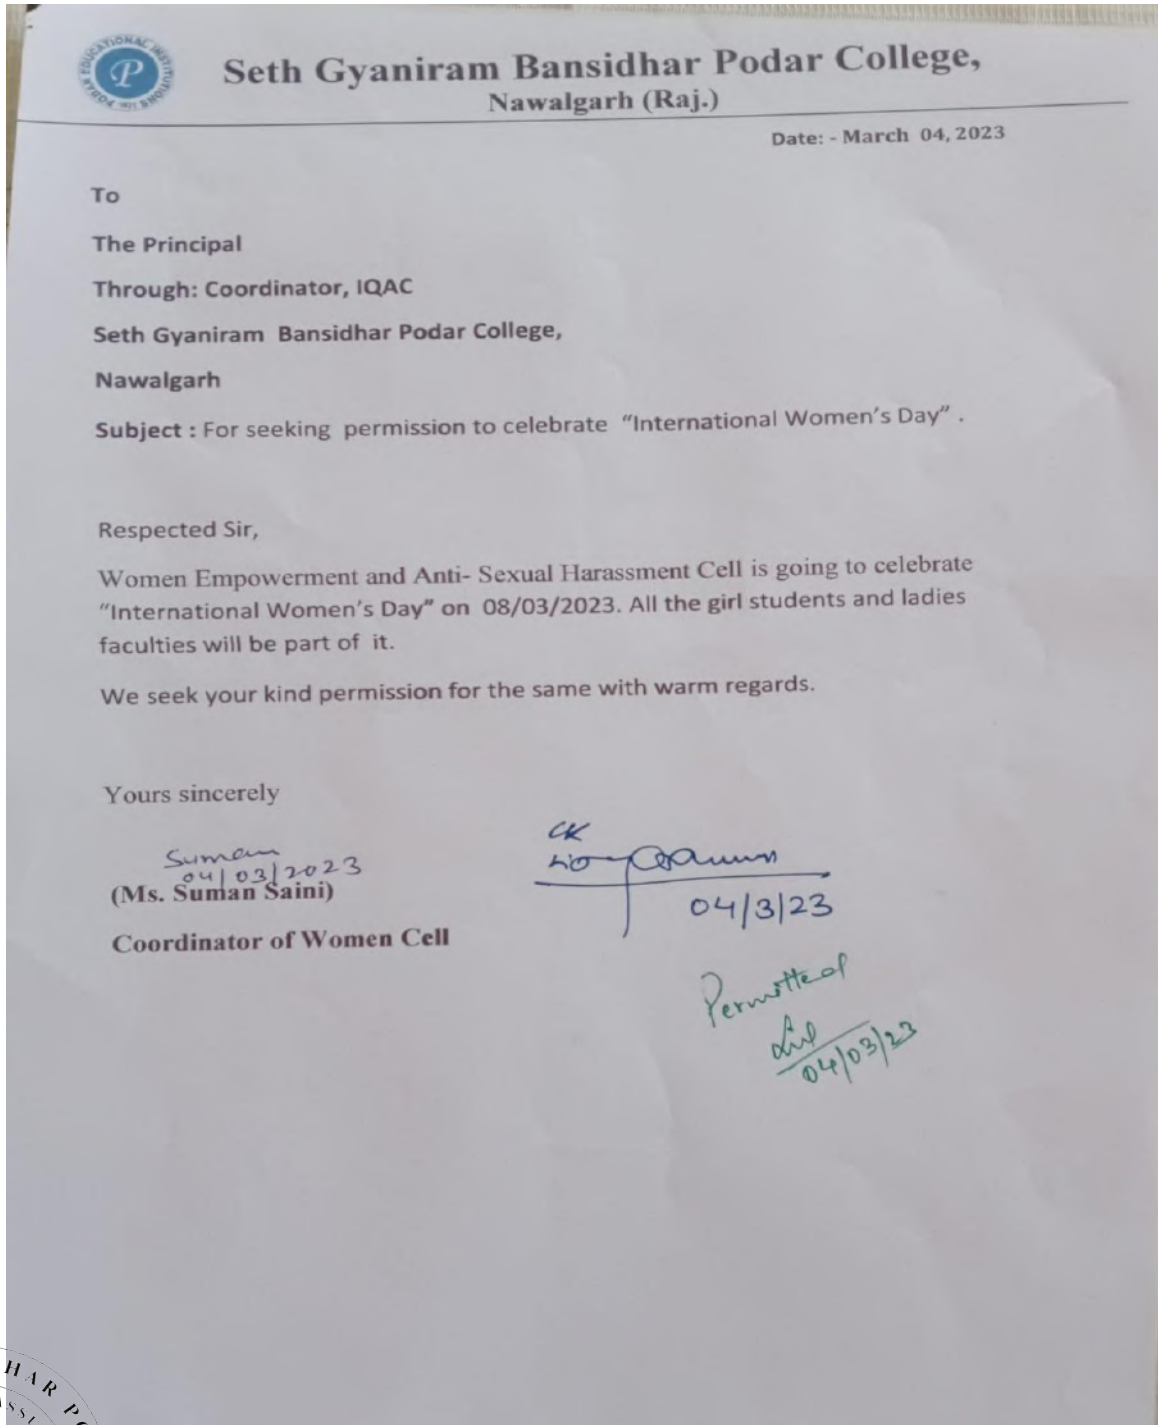 EDUCATIONAL INSTITUTIONS
P
Seth Gyaniram Bansidhar Podar College,
Nawalgarh (Raj.)
Date: - March 04, 2023
To
The Principal
Through: Coordinator, IQAC
Seth Gyaniram Bansidhar Podar College,
Nawalgarh
Subject : For seeking permission to celebrate “International Women’s Day” .
Respected Sir,
Women Empowerment and Anti- Sexual Harassment Cell is going to celebrate
“International Women’s Day” on 08/03/2023. All the girl students and ladies
faculties will be part of it.
We seek your kind permission for the same with warm regards.
Yours sincerely
Suman
04/03/2023
(Ms. Suman Saini)
Coordinator of Women Cell
04/3/23
Permitted
04/03/23
HAR PO
ASSU